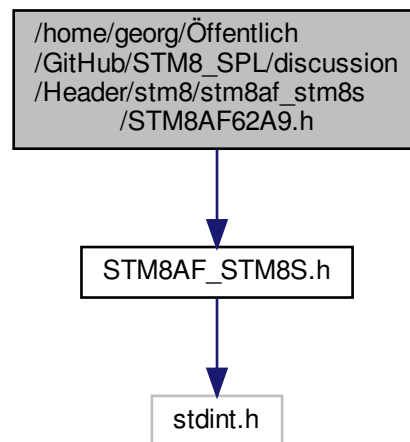 /home/georg/Öffentlich
/GitHub/STM8_SPL/discussion
/Header/stm8/stm8af_stm8s
/STM8AF62A9.h
STM8AF_STM8S.h
stdint.h